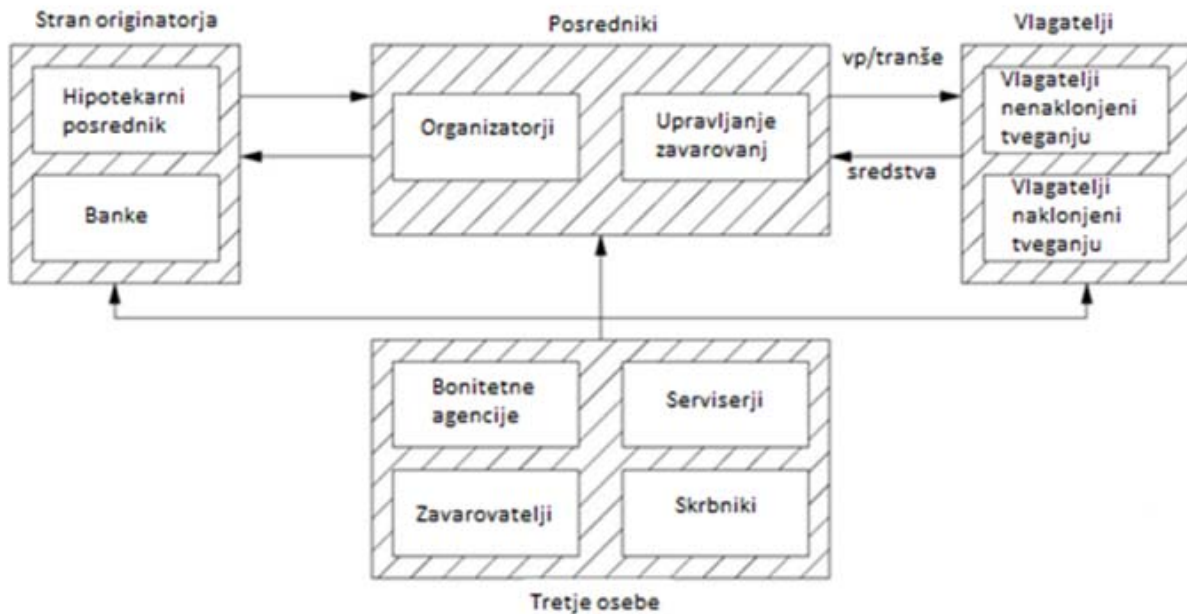 Stran originatorja
Hipotekarni
posrednik
Banke
Posredniki
Organizatorji
Upravljanje
zavarovanj
vp/tranše
sredstva
Vlagatelji
Vlagatelji
nenaklonjeni
tveganju
Vlagatelji
naklonjeni
tveganju
Bonitetne
agencije
Serviserji
Zavarovatelji
Skrbniki
Tretje osebe